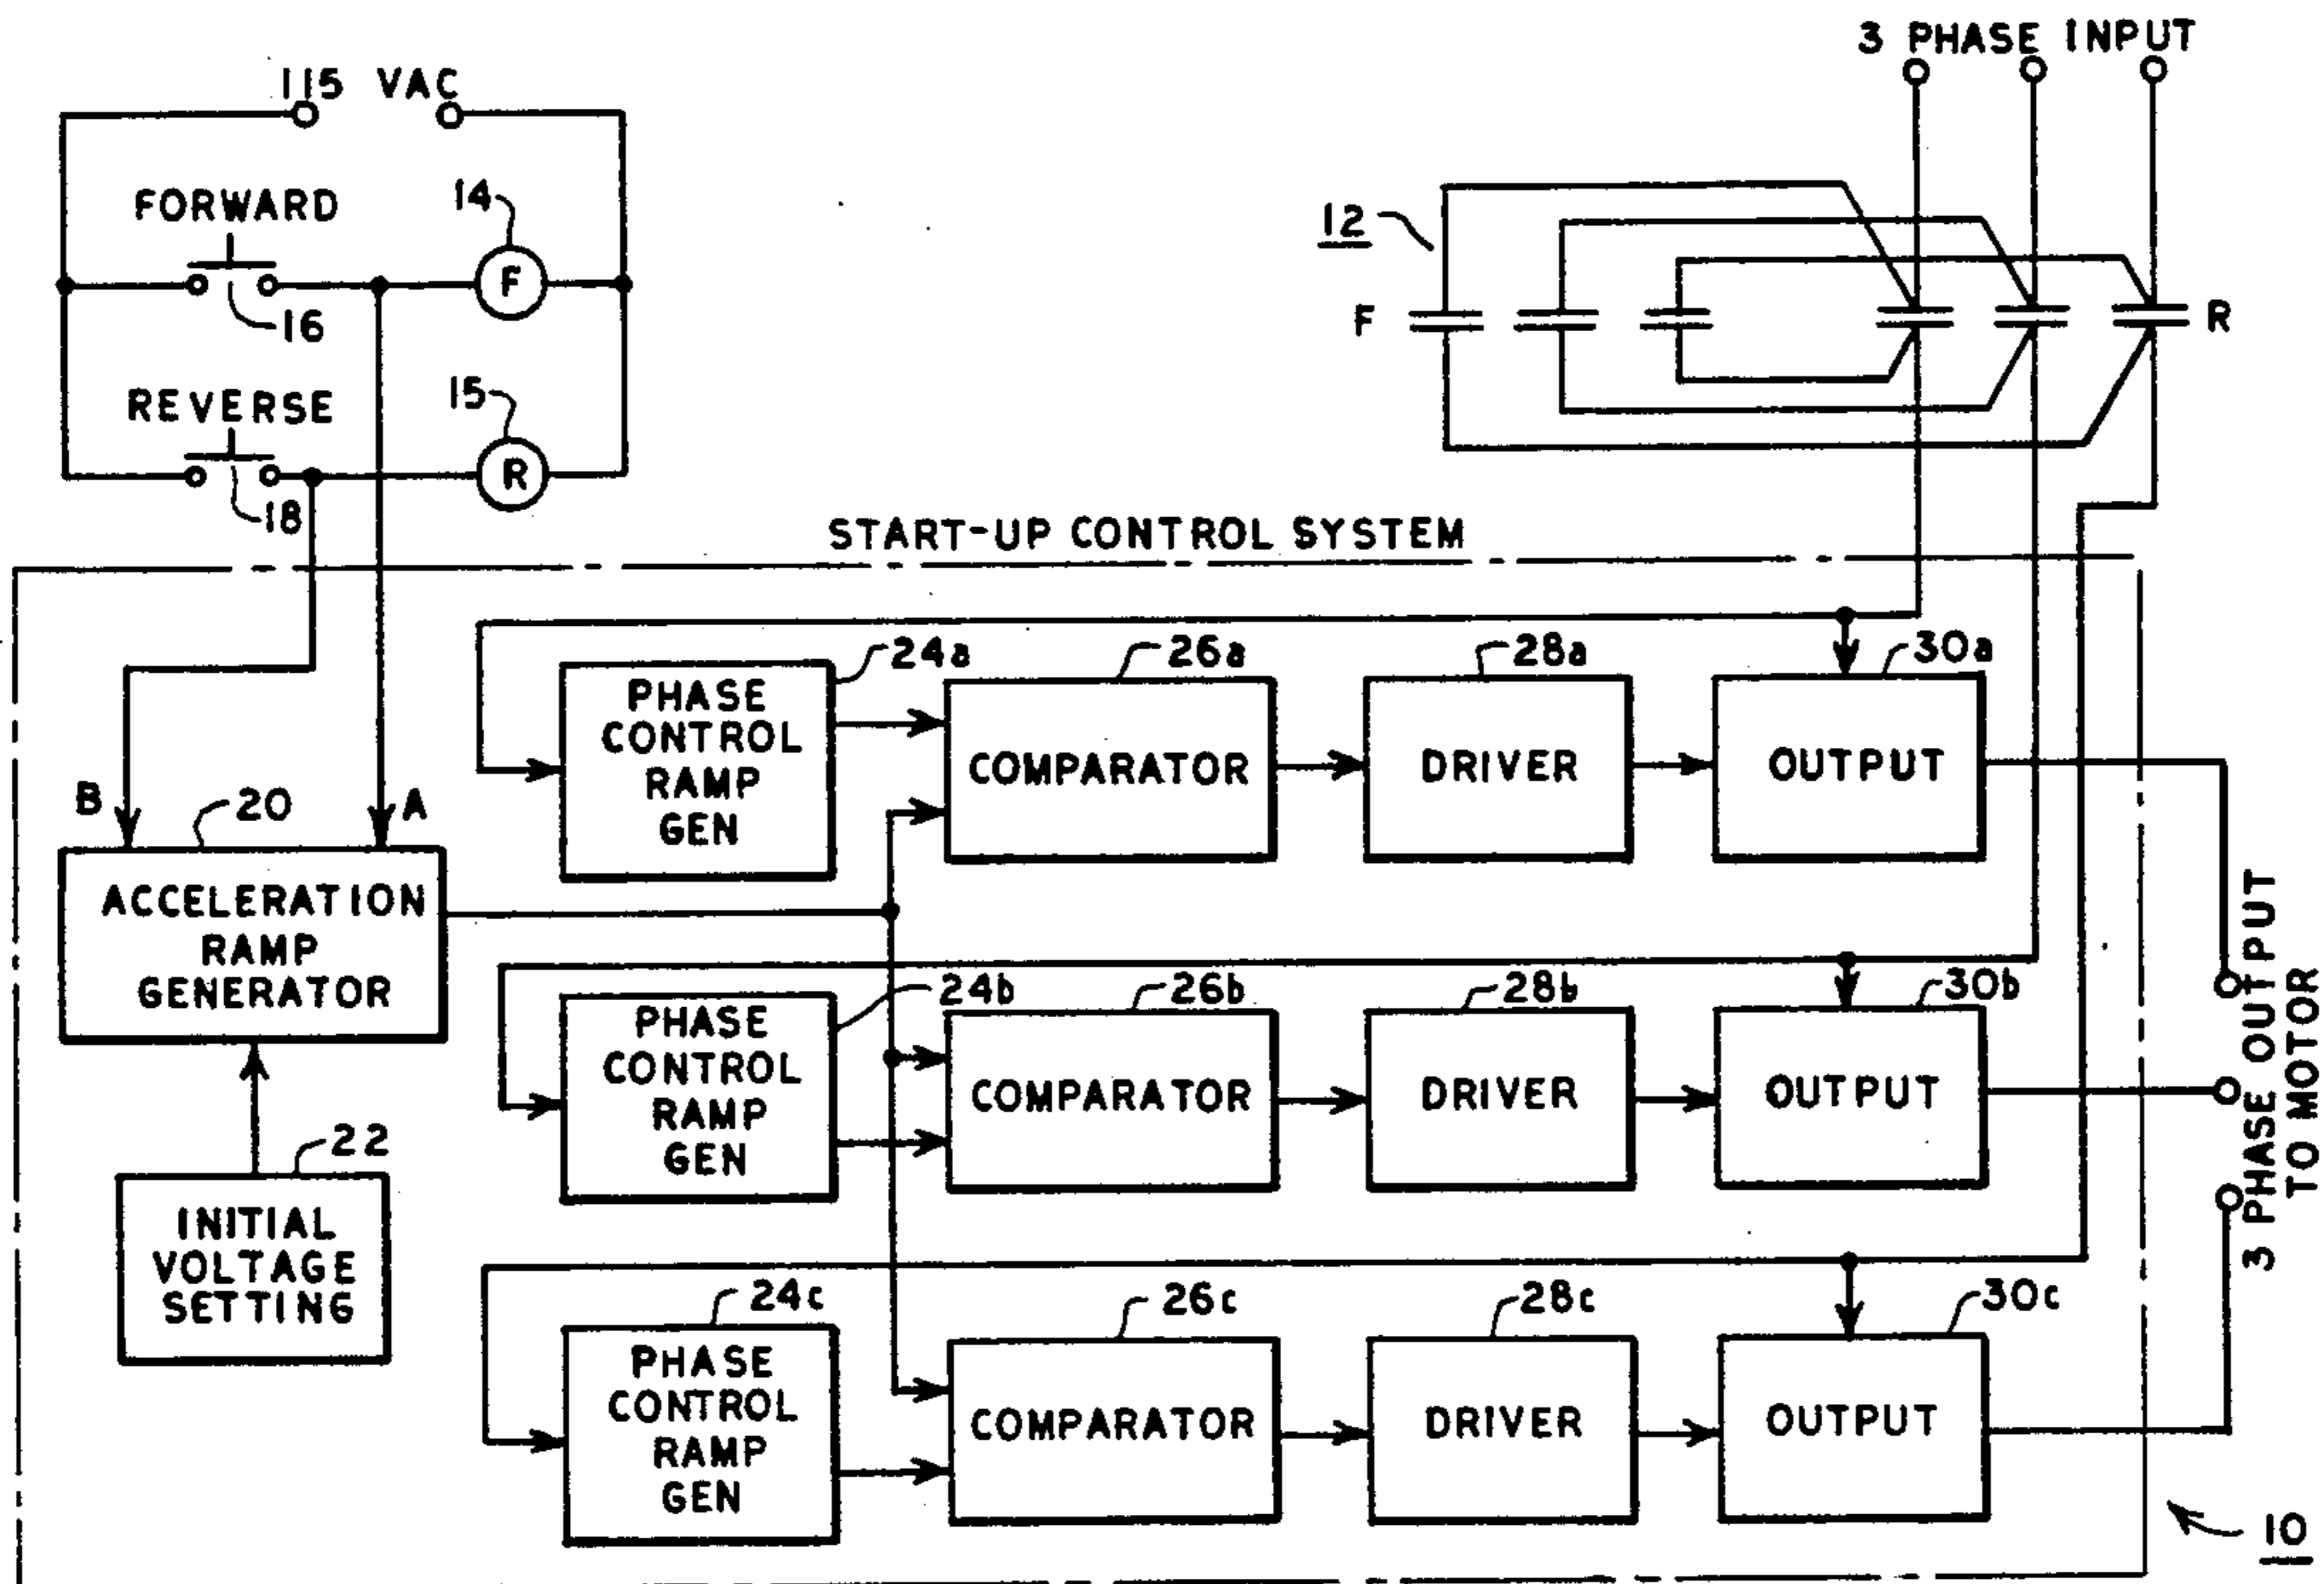 3 PHASE INPUT
115 VAC
FORWARD
14
F
16
12
F
R
REVERSE
15
R
18
START-UP CONTROL SYSTEM
24a
26a
28a
30a
PHASE
CONTROL
RAMP
GEN
COMPARATOR
DRIVER
OUTPUT
B
20
A
ACCELERATION
RAMP
GENERATOR
24b
26b
28b
30b
PHASE
CONTROL
RAMP
GEN
COMPARATOR
DRIVER
OUTPUT
3 PHASE OUTPUT
TO MOTOR
22
INITIAL
VOLTAGE
SETTING
24c
26c
28c
30c
PHASE
CONTROL
RAMP
GEN
COMPARATOR
DRIVER
OUTPUT
10